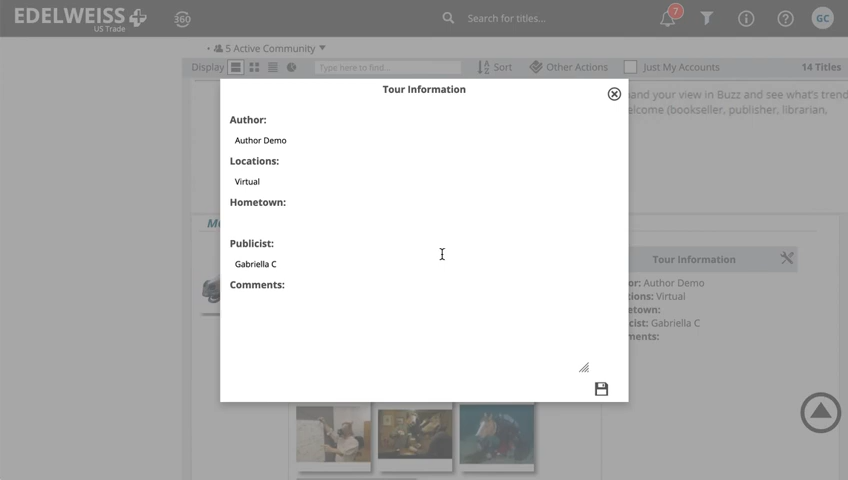 EDELWEISS
US Trade
360
Search for titles...
7
GC
5 Active Community
Display
Type here to find...
Sort
Other Actions
Just My Accounts
14 Titles
Tour Information
Author:
Author Demo
Locations:
Virtual
Hometown:
Publicist:
Gabriella C
Comments:
and your view in Buzz and see what's trend
elcome (bookseller, publisher, librarian,
Tour Information
or: Author Demo
tions: Virtual
etown:
cist: Gabriella C
ments: